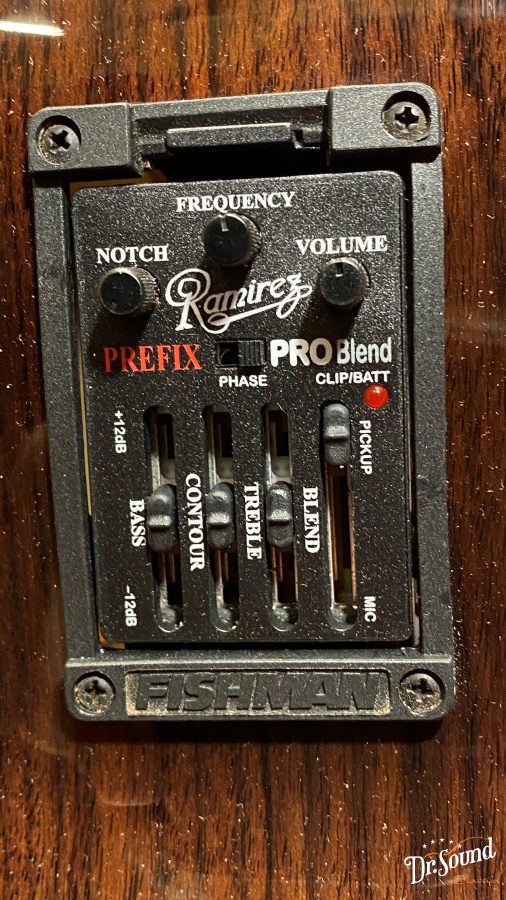 FREQUENCY
NOTCH
VOLUME
Ramirez
PREFIX
PRO Blend
PHASE
CLIP/BATT
+12dB
-12dB
BASS
CONTOUR
TREBLE
BLEND
PICKUP
MIC
FISHMAN
Dr. Sound